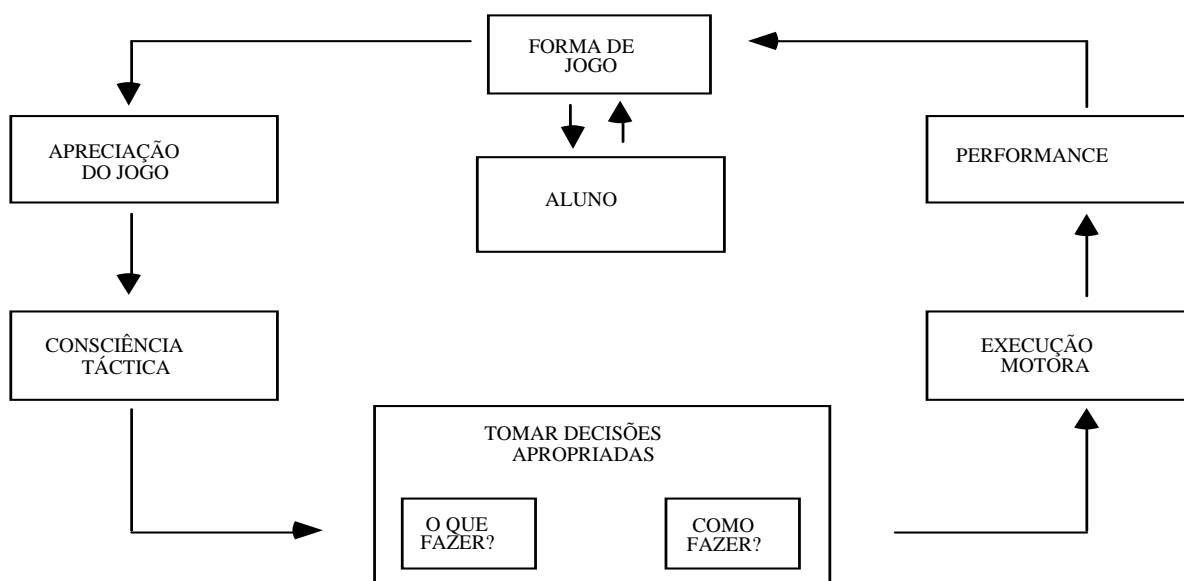 FORMA DE
JOGO
APRECIAÇÃO
DO JOGO
PERFORMANCE
ALUNO
CONSCIÊNCIA
TÁCTICA
EXECUÇÃO
MOTORA
TOMAR DECISÕES
APROPRIADAS
O QUE
FAZER?
COMO
FAZER?